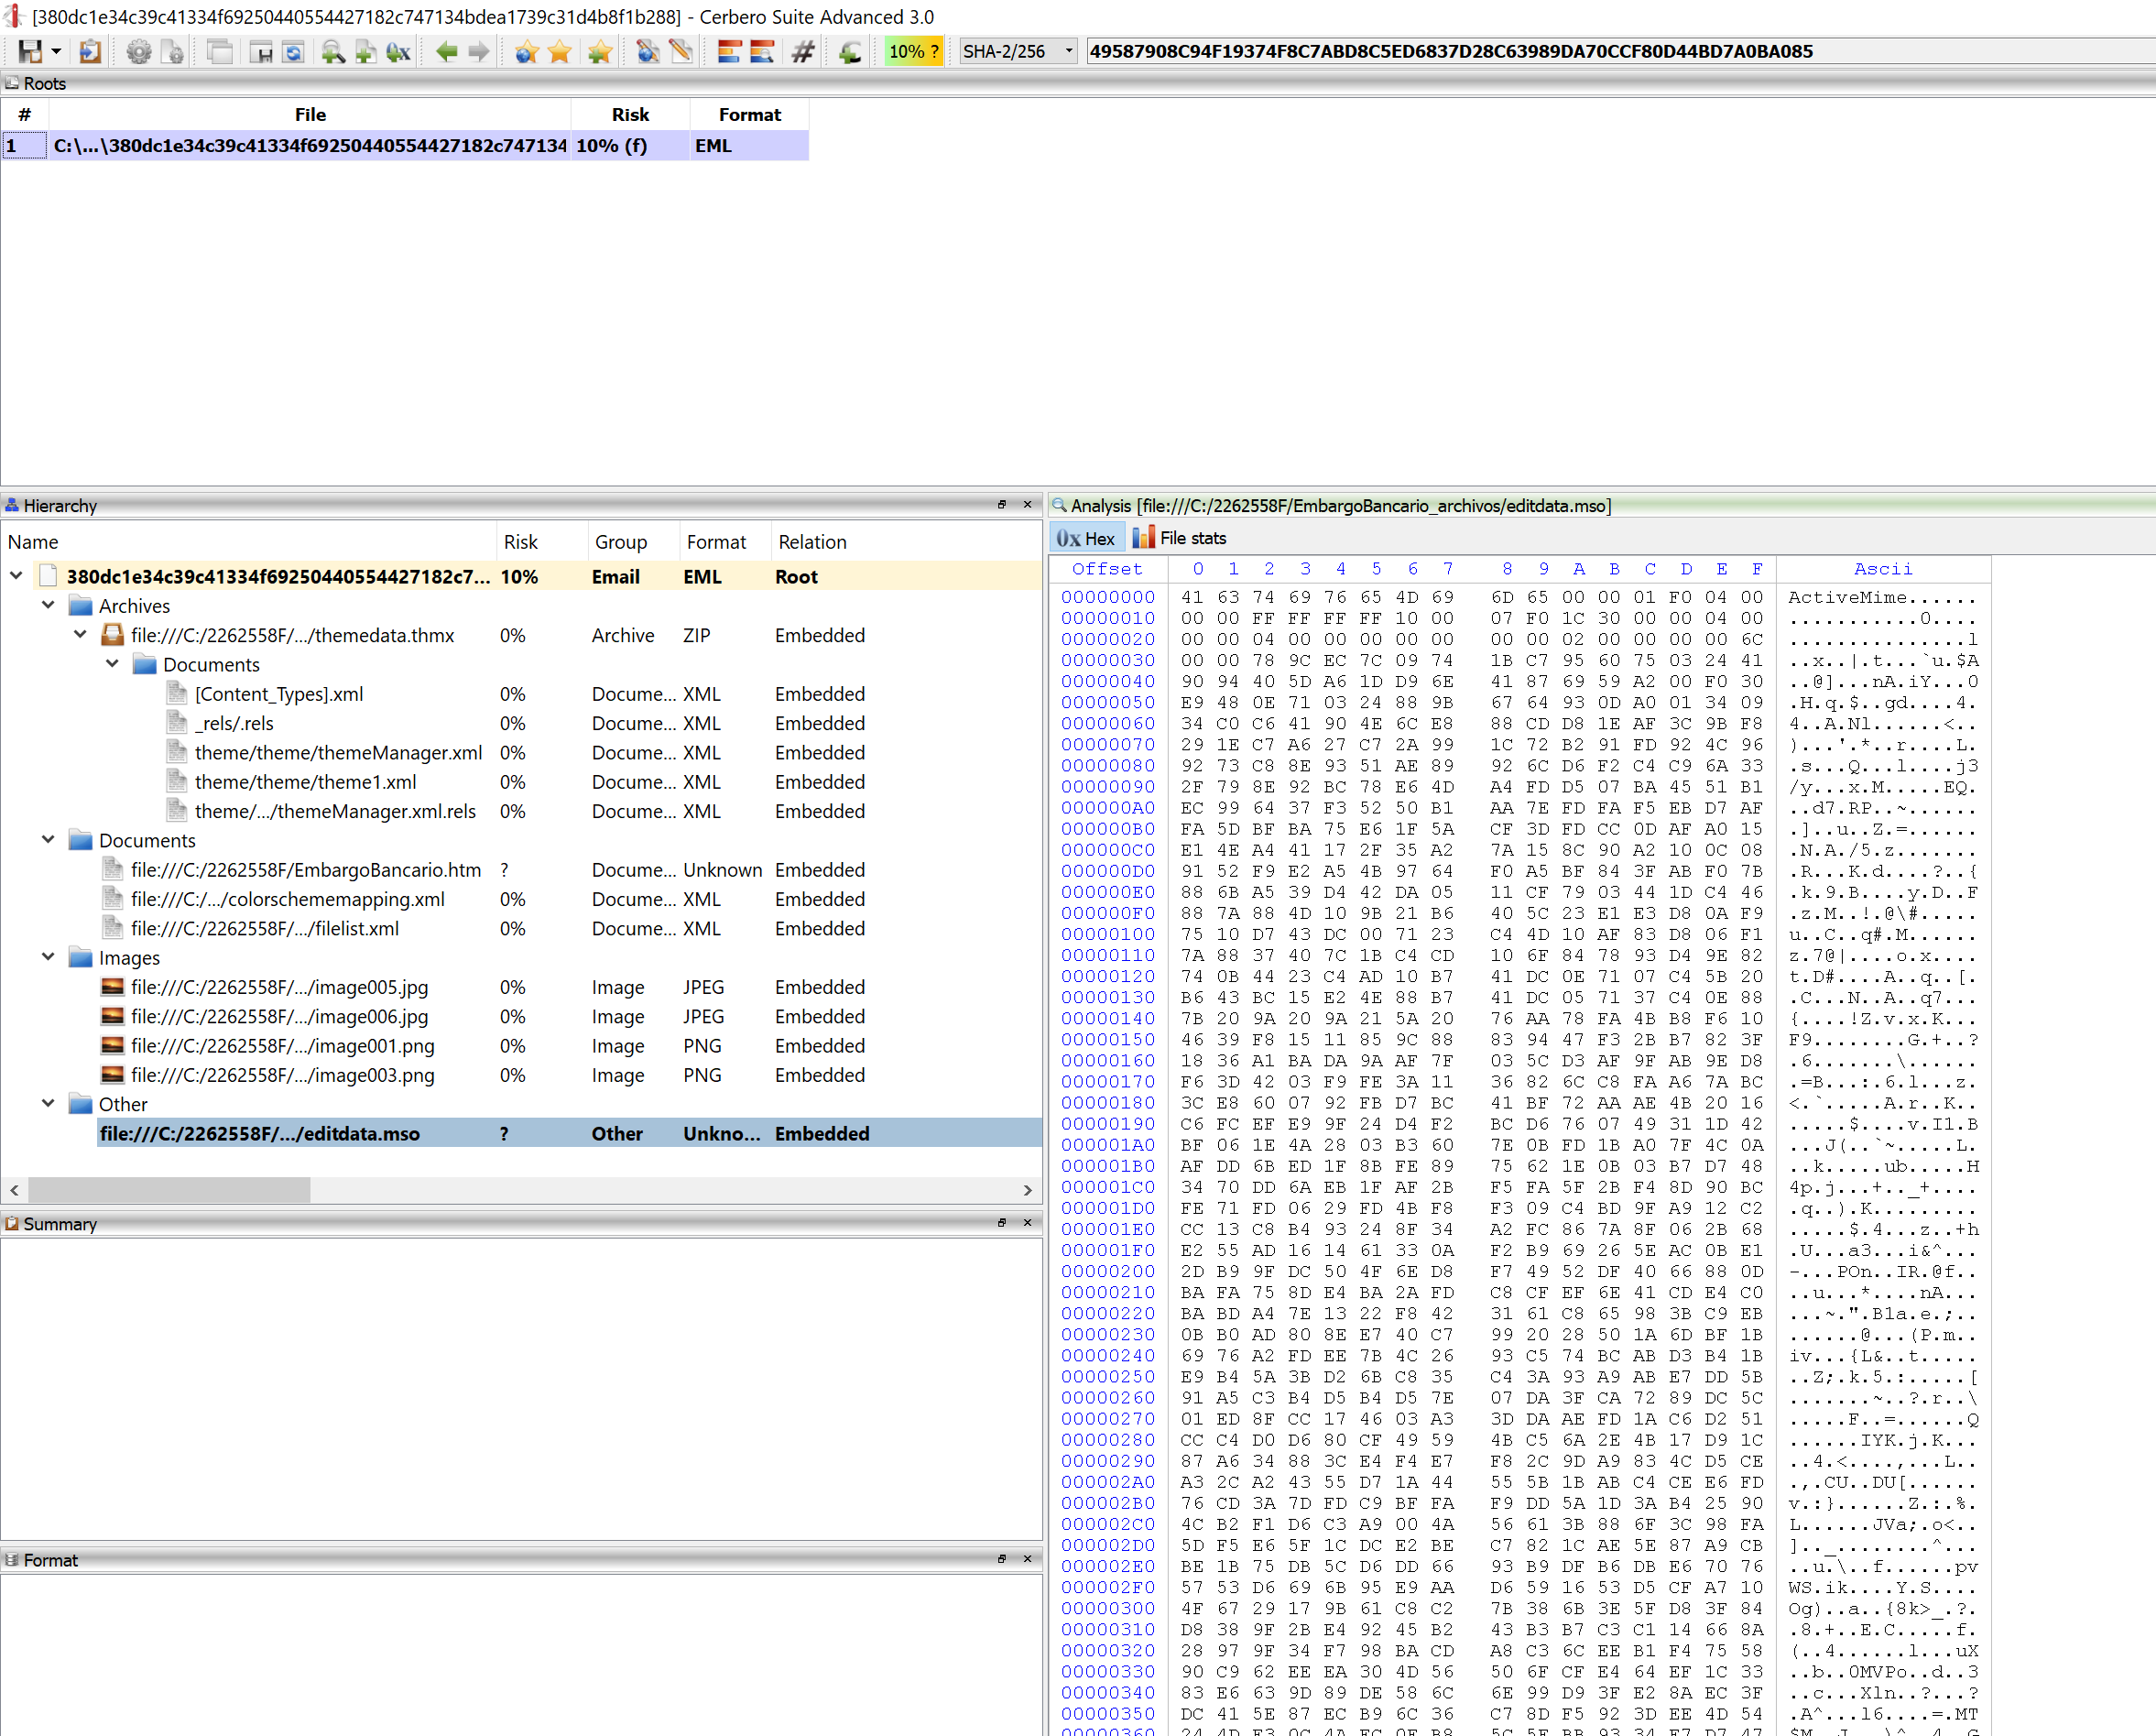 [380dc1e34c39c41334f69250440554427182c747134bdea1739c31d4b8f1b288] - Cerbero Suite Advanced 3.0
10% ? SHA-2/256 49587908C94F19374F8C7ABD8C5ED6837D28C63989DA70CCF80D44BD7A0BA085
Roots
# File Risk Format
1 C:\...\380dc1e34c39c41334f69250440554427182c747134 10% (f) EML
Hierarchy
Name Risk Group Format Relation
380dc1e34c39c41334f69250440554427182c7... 10% Email EML Root
Archives
file:///C:/2262558F/.../themedata.thmx 0% Archive ZIP Embedded
Documents
[Content_Types].xml 0% Docume... XML Embedded
_rels/.rels 0% Docume... XML Embedded
theme/theme/themeManager.xml 0% Docume... XML Embedded
theme/theme/theme1.xml 0% Docume... XML Embedded
theme/.../themeManager.xml.rels 0% Docume... XML Embedded
Documents
file:///C:/2262558F/EmbargoBancario.htm ? Docume... Unknown Embedded
file:///C:/.../colorschememapping.xml 0% Docume... XML Embedded
file:///C:/2262558F/.../filelist.xml 0% Docume... XML Embedded
Images
file:///C:/2262558F/.../image005.jpg 0% Image JPEG Embedded
file:///C:/2262558F/.../image006.jpg 0% Image JPEG Embedded
file:///C:/2262558F/.../image001.png 0% Image PNG Embedded
file:///C:/2262558F/.../image003.png 0% Image PNG Embedded
Other
file:///C:/2262558F/.../editdata.mso ? Other Unkno... Embedded
Summary
Format
Analysis [file:///C:/2262558F/EmbargoBancario_archivos/editdata.mso]
0x Hex File stats
Offset 0 1 2 3 4 5 6 7 8 9 A B C D E F Ascii
00000000 41 63 74 69 76 65 4D 69 6D 65 00 00 01 F0 04 00 ActiveMime......
00000010 00 00 FF FF FF FF 10 00 07 F0 1C 30 00 00 04 00 ...........0....
00000020 00 00 04 00 00 00 00 00 00 00 02 00 00 00 00 6C ...............l
00000030 00 00 78 9C EC 7C 09 74 1B C7 95 60 75 03 24 41 ..x..|.t...`u.$A
00000040 90 94 40 5D A6 1D D9 6E 41 87 69 59 A2 00 F0 30 ..@]...nA.iY...0
00000050 E9 48 0E 71 03 24 88 9B 67 64 93 0D A0 01 34 09 .H.q.$..gd....4.
00000060 34 C0 C6 41 90 4E 6C E8 88 CD D8 1E AF 3C 9B F8 4..A.Nl......<..
00000070 29 1E C7 A6 27 C7 2A 99 1C 72 B2 91 FD 92 4C 96 )...'.*..r....L.
00000080 92 73 C8 8E 93 51 AE 89 92 6C D6 F2 C4 C9 6A 33 .s...Q...l....j3
00000090 2F 79 8E 92 BC 78 E6 4D A4 FD D5 07 BA 45 51 B1 /y...x.M.....EQ.
000000A0 EC 99 64 37 F3 52 50 B1 AA 7E FD FA F5 EB D7 AF ..d7.RP..~......
000000B0 FA 5D BF BA 75 E6 1F 5A CF 3D FD CC 0D AF A0 15 .]..u..Z.=......
000000C0 E1 4E A4 41 17 2F 35 A2 7A 15 8C 90 A2 10 0C 08 .N.A./5.z.......
000000D0 91 52 F9 E2 A5 4B 97 64 F0 A5 BF 84 3F AB F0 7B .R...K.d....?..{
000000E0 88 6B A5 39 D4 42 DA 05 11 CF 79 03 44 1D C4 46 .k.9.B....y.D..F
000000F0 88 7A 88 4D 10 9B 21 B6 40 5C 23 E1 E3 D8 0A F9 .z.M..!.@\#.....
00000100 75 10 D7 43 DC 00 71 23 C4 4D 10 AF 83 D8 06 F1 u..C..q#.M......
00000110 7A 88 37 40 7C 1B C4 CD 10 6F 84 78 93 D4 9E 82 z.7@|....o.x....
00000120 74 0B 44 23 C4 AD 10 B7 41 DC 0E 71 07 C4 5B 20 t.D#....A..q..[.
00000130 B6 43 BC 15 E2 4E 88 B7 41 DC 05 71 37 C4 0E 88 .C...N..A..q7...
00000140 7B 20 9A 20 9A 21 5A 20 76 AA 78 FA 4B B8 F6 10 {....!Z.v.x.K...
00000150 46 39 F8 15 11 85 9C 88 83 94 47 F3 2B B7 82 3F F9........G.+..?
00000160 18 36 A1 BA DA 9A AF 7F 03 5C D3 AF 9F AB 9E D8 .6.......\......
00000170 F6 3D 42 03 F9 FE 3A 11 36 82 6C C8 FA A6 7A BC .=B...:.6.l...z.
00000180 3C E8 60 07 92 FB D7 BC 41 BF 72 AA AE 4B 20 16 <.`.....A.r..K..
00000190 C6 FC EF E9 9F 24 D4 F2 BC D6 76 07 49 31 1D 42 .....$....v.I1.B
000001A0 BF 06 1E 4A 28 03 B3 60 7E 0B FD 1B A0 7F 4C 0A ...J(..`~.....L.
000001B0 AF DD 6B ED 1F 8B FE 89 75 62 1E 0B 03 B7 D7 48 ..k.....ub.....H
000001C0 34 70 DD 6A EB 1F AF 2B F5 FA 5F 2B F4 8D 90 BC 4p.j...+.._+....
000001D0 FE 71 FD 06 29 FD 4B F8 F3 09 C4 BD 9F A9 12 C2 .q..).K.........
000001E0 CC 13 C8 B4 93 24 8F 34 A2 FC 86 7A 8F 06 2B 68 .....$.4...z..+h
000001F0 E2 55 AD 16 14 61 33 0A F2 B9 69 26 5E AC 0B E1 .U...a3...i&^...
00000200 2D B9 9F DC 50 4F 6E D8 F7 49 52 DF 40 66 88 0D -...POn..IR.@f..
00000210 BA FA 75 8D E4 BA 2A FD C8 CF EF 6E 41 CD E4 C0 ..u...*....nA...
00000220 BA BD A4 7E 13 22 F8 42 31 61 C8 65 98 3B C9 EB ...~.".B1a.e.;..
00000230 0B B0 AD 80 8E E7 40 C7 99 20 28 50 1A 6D BF 1B ......@...(P.m..
00000240 69 76 A2 FD EE 7B 4C 26 93 C5 74 BC AB D3 B4 1B iv...{L&..t.....
00000250 E9 B4 5A 3B D2 6B C8 35 C4 3A 93 A9 AB E7 DD 5B ..Z;.k.5.:.....[
00000260 91 A5 C3 B4 D5 B4 D5 7E 07 DA 3F CA 72 89 DC 5C .......~..?.r..\
00000270 01 ED 8F CC 17 46 03 A3 3D DA AE FD 1A C6 D2 51 .....F..=......Q
00000280 CC C4 D0 D6 80 CF 49 59 4B C5 6A 2E 4B 17 D9 1C ......IYK.j.K...
00000290 87 A6 34 88 3C E4 F4 E7 F8 2C 9D A9 83 4C D5 CE ..4.<....,...L..
000002A0 A3 2C A2 43 55 D7 1A 44 55 5B 1B AB C4 CE E6 FD .,.CU..DU[......
000002B0 76 CD 3A 7D FD C9 BF FA F9 DD 5A 1D 3A B4 25 90 v.:}......Z.:.%.
000002C0 4C B2 F1 D6 C3 A9 00 4A 56 61 3B 88 6F 3C 98 FA L......JVa;.o<..
000002D0 5D F5 E6 5F 1C DC E2 BE C7 82 1C AE 5E 87 A9 CB ].._........^...
000002E0 BE 1B 75 DB 5C D6 DD 66 93 B9 DF B6 DB E6 70 76 ..u.\..f......pv
000002F0 57 53 D6 69 6B 95 E9 AA D6 59 16 53 D5 CF A7 10 WS.ik....Y.S....
00000300 4F 67 29 17 9B 61 C8 C2 7B 38 6B 3E 5F D8 3F 84 Og)..a..{8k>_.?.
00000310 D8 38 9F 2B E4 92 45 B2 43 B3 B7 C3 C1 14 66 8A .8.+..E.C.....f.
00000320 28 97 9F 34 F7 98 BA CD A8 C3 6C EE B1 F4 75 58 (..4......l...uX
00000330 90 C9 62 EE EA 30 4D 56 50 6F CF E4 64 EF 1C 33 ..b..0MVPo..d..3
00000340 83 E6 63 9D 89 DE 58 6C 6E 99 D9 3F E2 8A EC 3F ..c...Xln..?...?
00000350 DC 41 5E 87 EC B9 6C 36 C7 8D F5 92 3D EE 4D 54 .A^...l6....=.MT